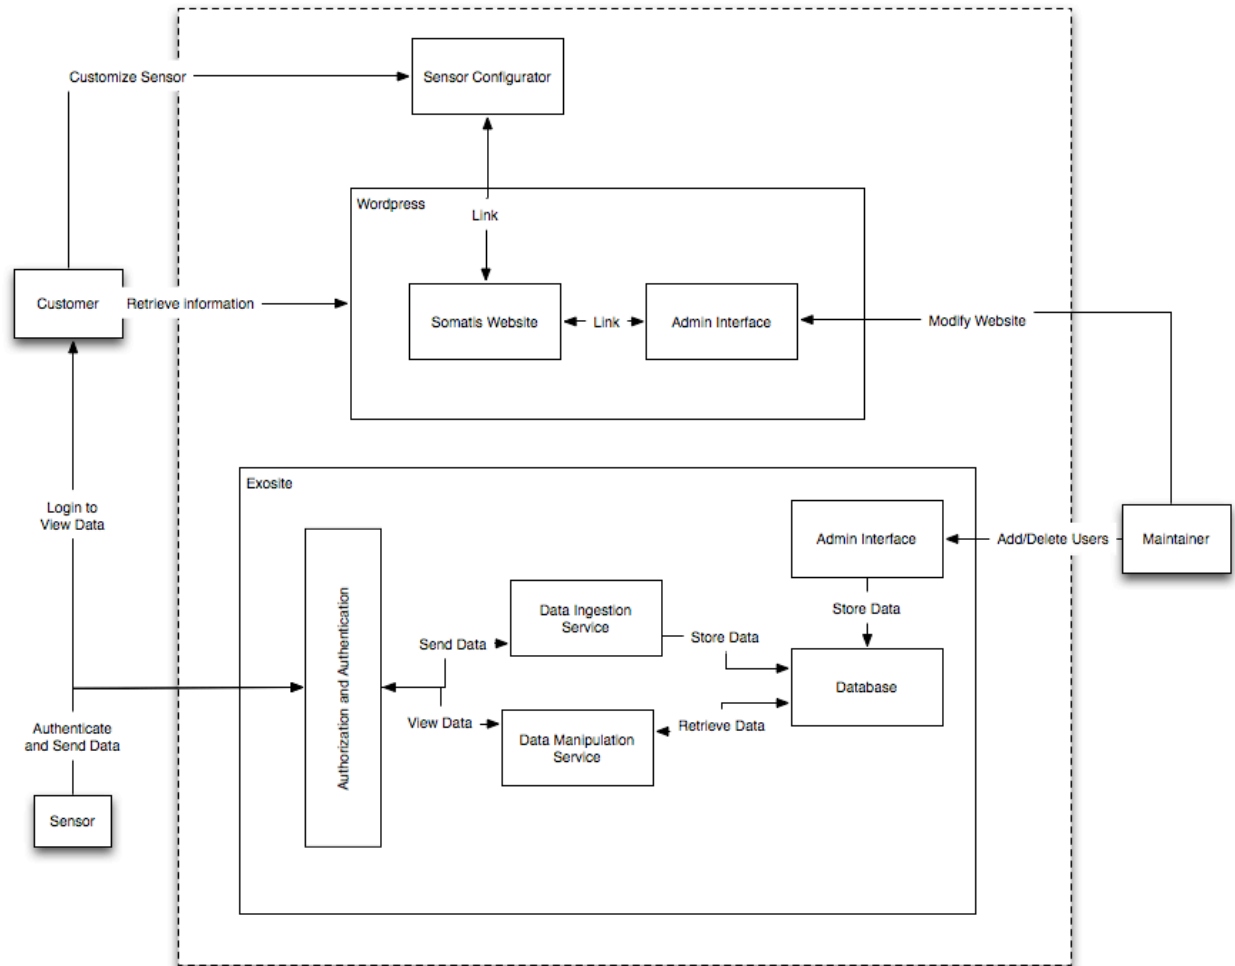 Customize Sensor
Sensor Configurator
Wordpress
Link
Customer
Retrieve information
Somatis Website
Link
Admin Interface
Modify Website
Exosite
Login to
View Data
Authorization and Authentication
Admin Interface
Add/Delete Users
Maintainer
Data Ingestion
Service
Store Data
Send Data
Store Data
Database
View Data
Retrieve Data
Data Manipulation
Service
Authenticate
and Send Data
Sensor